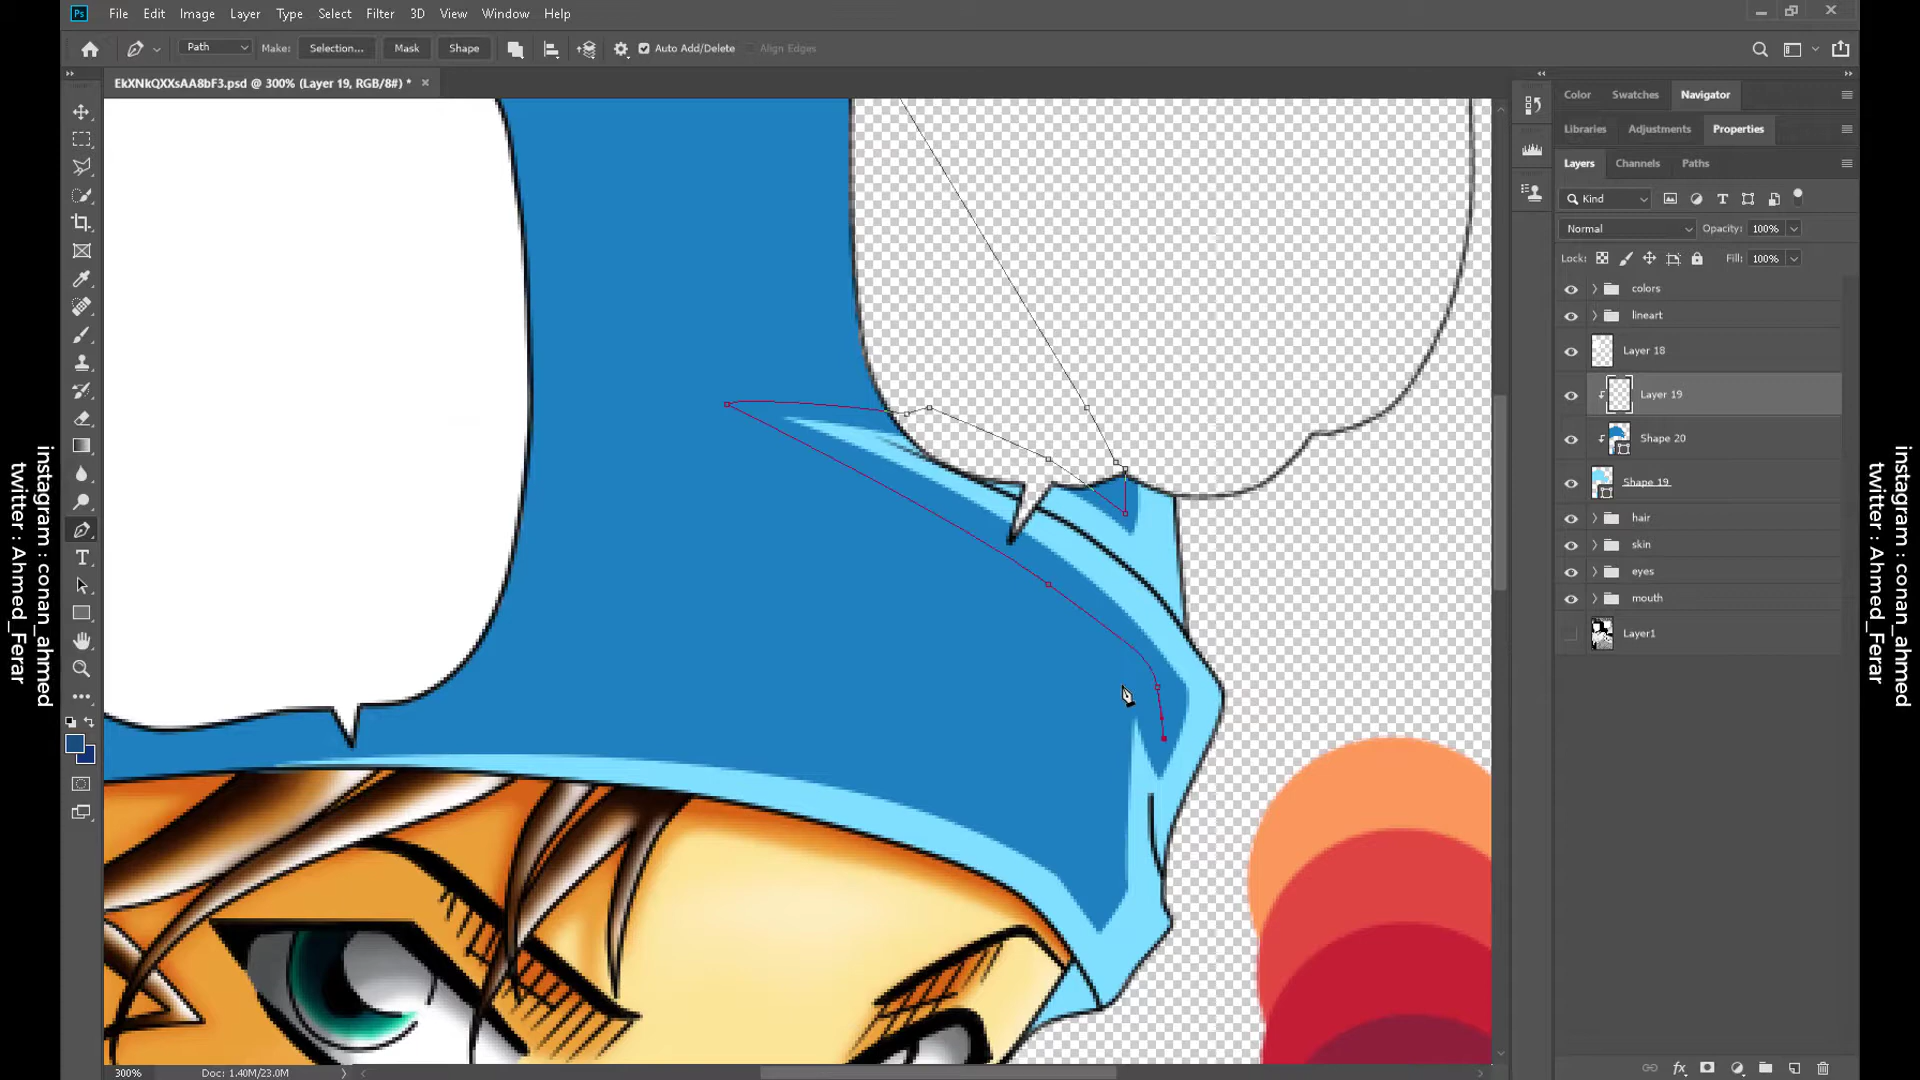 Ps File Edit Image Layer Type Select Filter 3D View Window Help
Path Make: Selection... Mask Shape Auto Add/Delete Align Edges
EkXNkQXXsAA8bF3.psd @ 300% (Layer 19, RGB/8#) *
Color Swatches Navigator
Libraries Adjustments Properties
Layers Channels Paths
Kind
Normal Opacity: 100%
Lock: Fill: 100%
colors
lineart
Layer 18
Layer 19
Shape 20
Shape 19
hair
skin
eyes
mouth
Layer1
instagram : conan_ahmed
twitter : Ahmed_Ferar
instagram : conan_ahmed
twitter : Ahmed_Ferar
300% Doc: 1.40M/23.0M